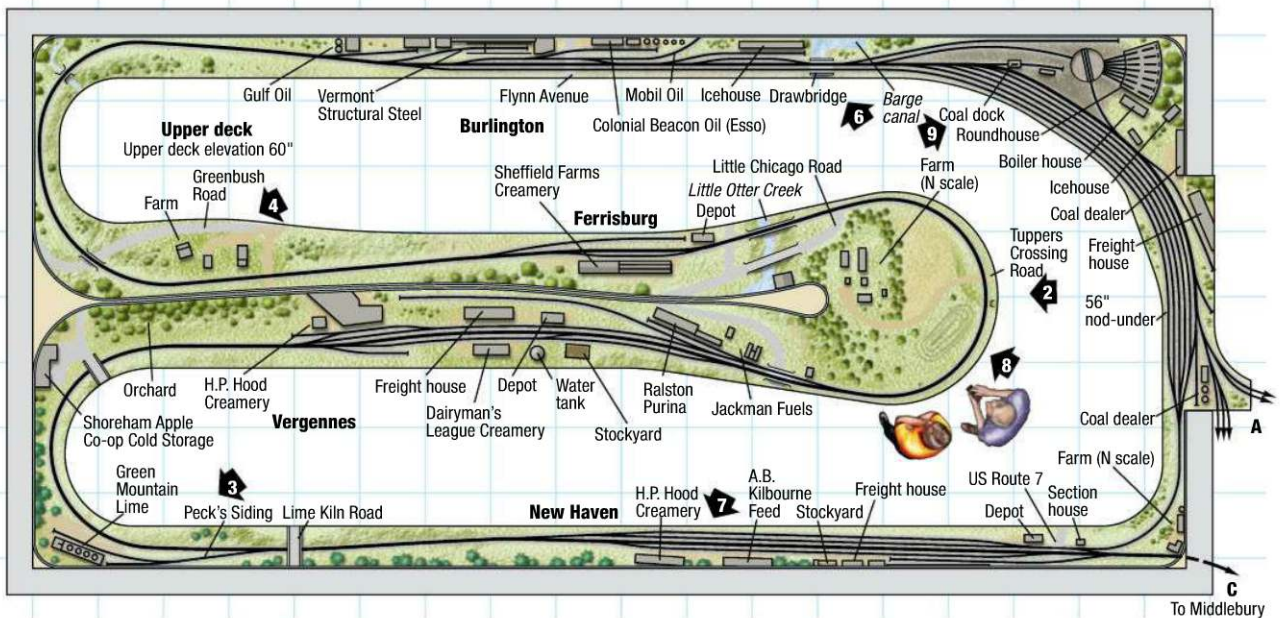 Gulf Oil
Vermont
Structural Steel
Flynn Avenue
Mobil Oil
Icehouse
Drawbridge
Colonial Beacon Oil (Esso)
Burlington
6
Barge
canal
9
Coal dock
Roundhouse
Boiler house
Icehouse
Coal dealer
Freight
house
Upper deck
Upper deck elevation 60"
Greenbush
Road
Farm
4
Sheffield Farms
Creamery
Ferrisburg
Little Chicago Road
Little Otter Creek
Depot
Farm
(N scale)
Tuppers
Crossing
Road
2
56"
nod-under
8
Orchard
H.P. Hood
Creamery
Shoreham Apple
Co-op Cold Storage
Vergennes
Freight house
Dairyman's
League Creamery
Depot
Water
tank
Stockyard
Ralston
Purina
Jackman Fuels
Coal dealer
A
Green
Mountain
Lime
3
Peck's Siding
Lime Kiln Road
New Haven
H.P. Hood
Creamery
7
A.B.
Kilbourne
Feed
Stockyard
Freight house
US Route 7
Depot
Section
house
Farm (N scale)
C
To Middlebury